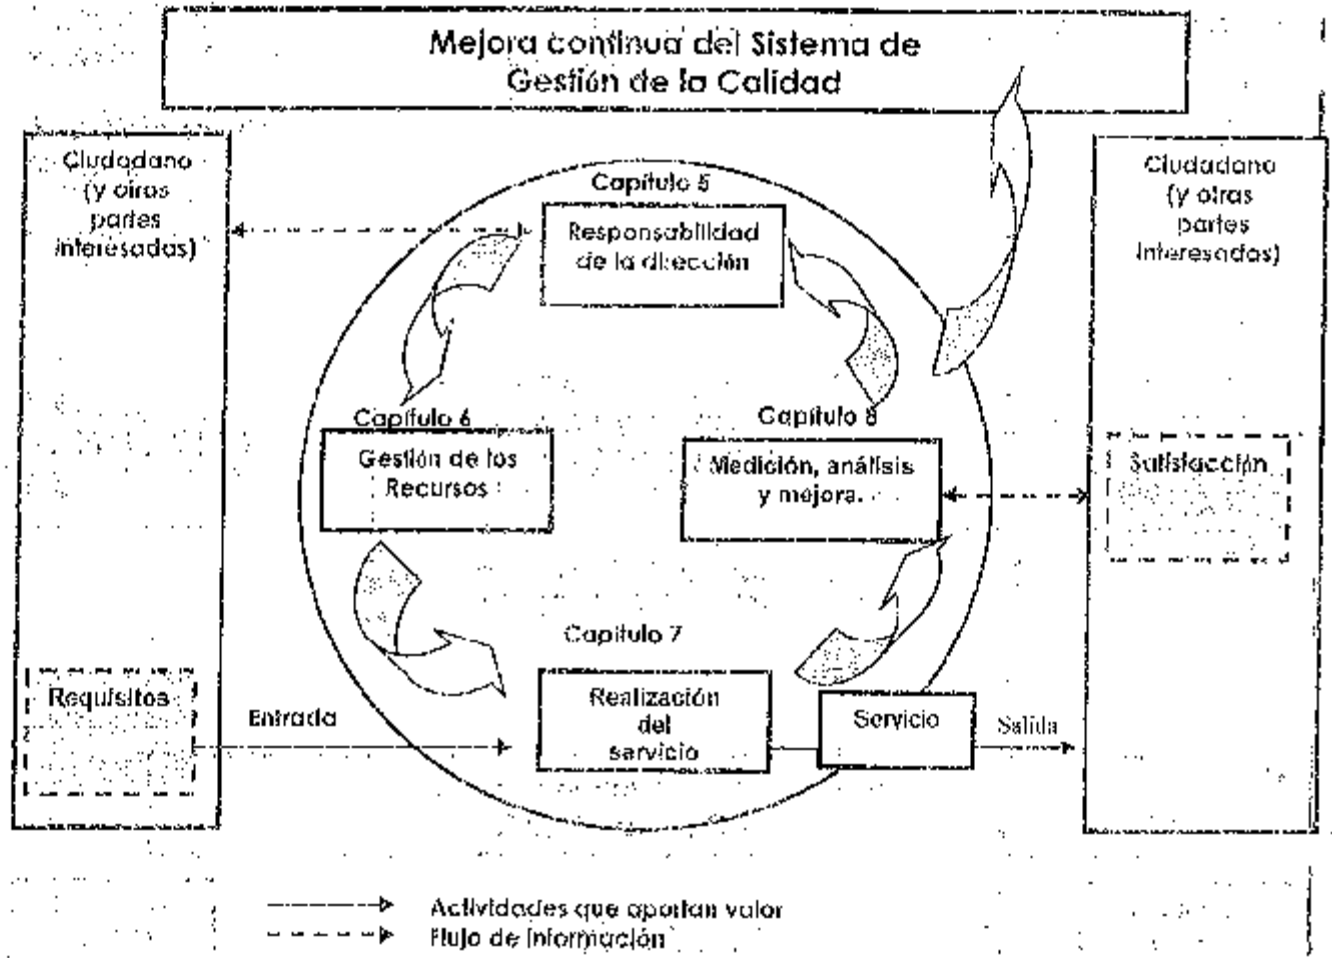 Mejora continua del Sistema de
Gestión de la Calidad
Ciudadano
(y otras
partes
interesadas)
Ciudadano
(y otras
partes
interesadas)
Capítulo 5
Responsabilidad
de la dirección
Capítulo 6
Gestión de los
Recursos
Capítulo 8
Medición, análisis
y mejora.
Satisfacción
Capítulo 7
Requisitos
Entrada
Realización
del
servicio
Servicio
Salida
Actividades que aportan valor
Flujo de información